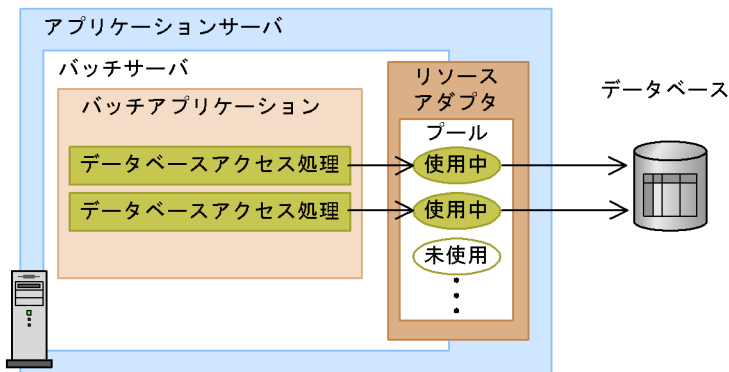 アプリケーションサーバ
バッチサーバ
リソース
アダプタ
データベース
バッチアプリケーション
プール
データベースアクセス処理
使用中
データベースアクセス処理
使用中
未使用